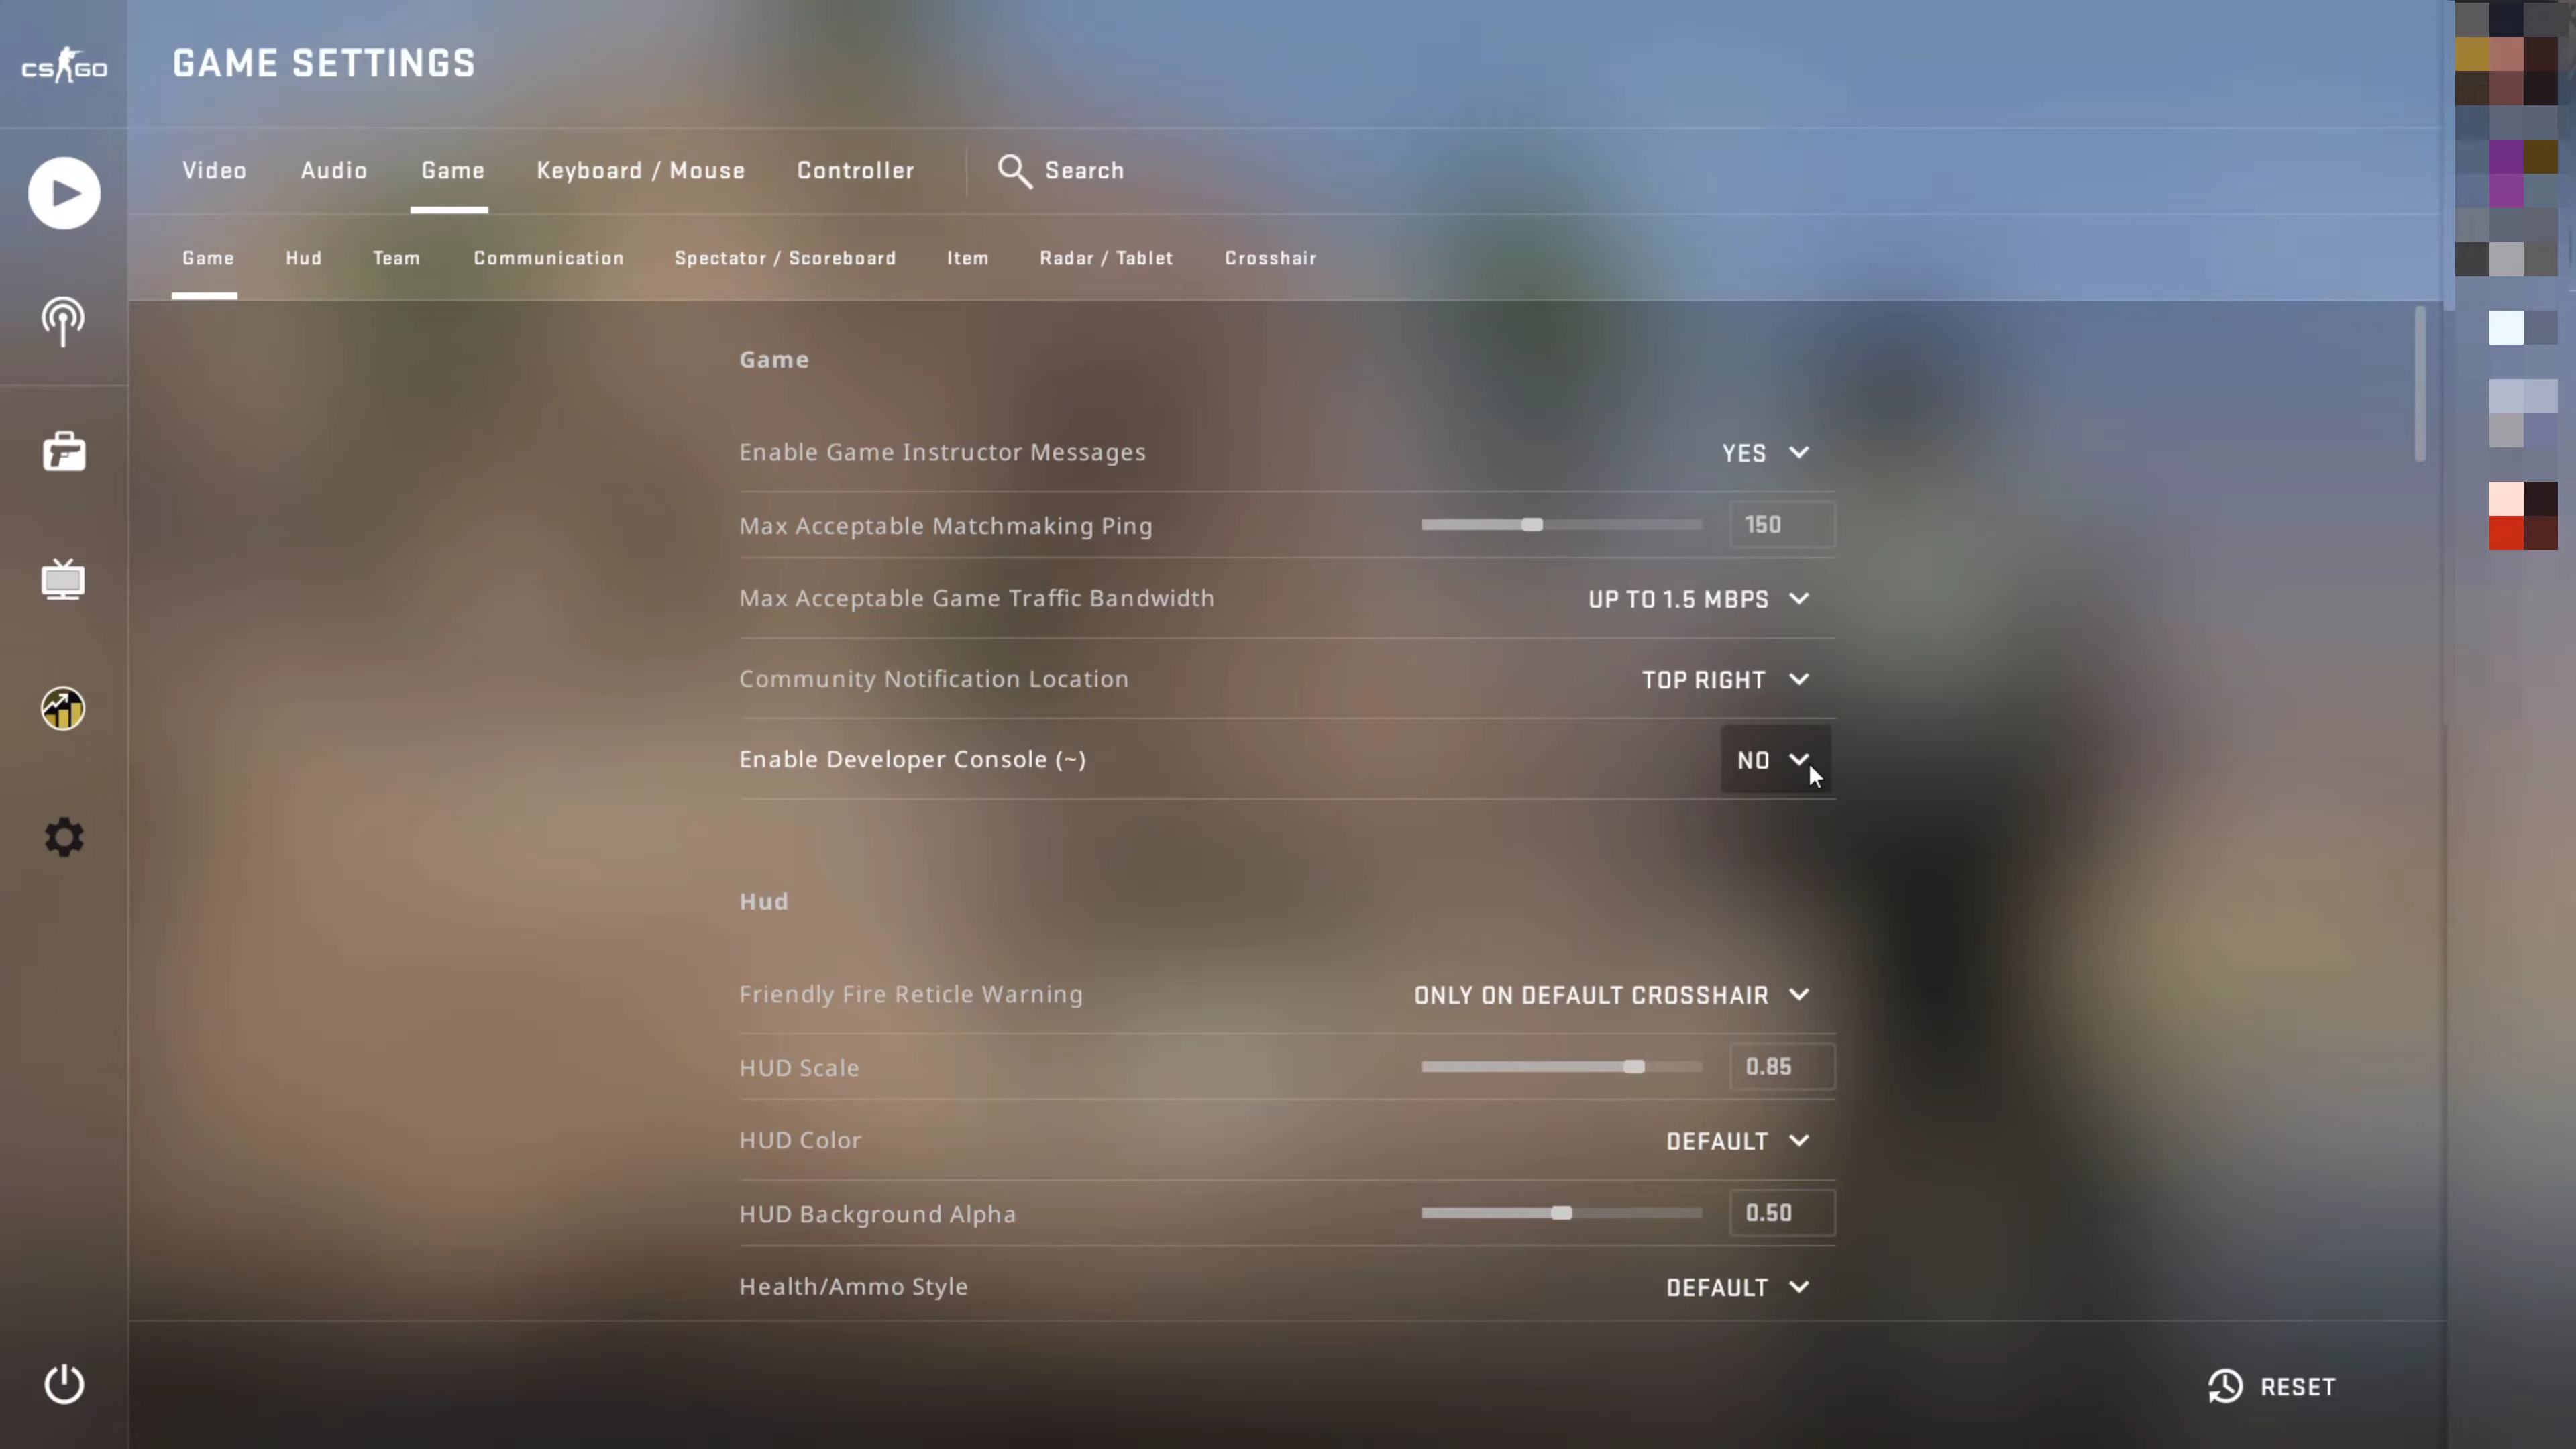 CS GO
GAME SETTINGS
Video Audio Game Keyboard / Mouse Controller Search
Game Hud Team Communication Spectator / Scoreboard Item Radar / Tablet Crosshair
Game
Enable Game Instructor Messages YES
Max Acceptable Matchmaking Ping 150
Max Acceptable Game Traffic Bandwidth UP TO 1.5 MBPS
Community Notification Location TOP RIGHT
Enable Developer Console (~) NO
Hud
Friendly Fire Reticle Warning ONLY ON DEFAULT CROSSHAIR
HUD Scale 0.85
HUD Color DEFAULT
HUD Background Alpha 0.50
Health/Ammo Style DEFAULT
RESET